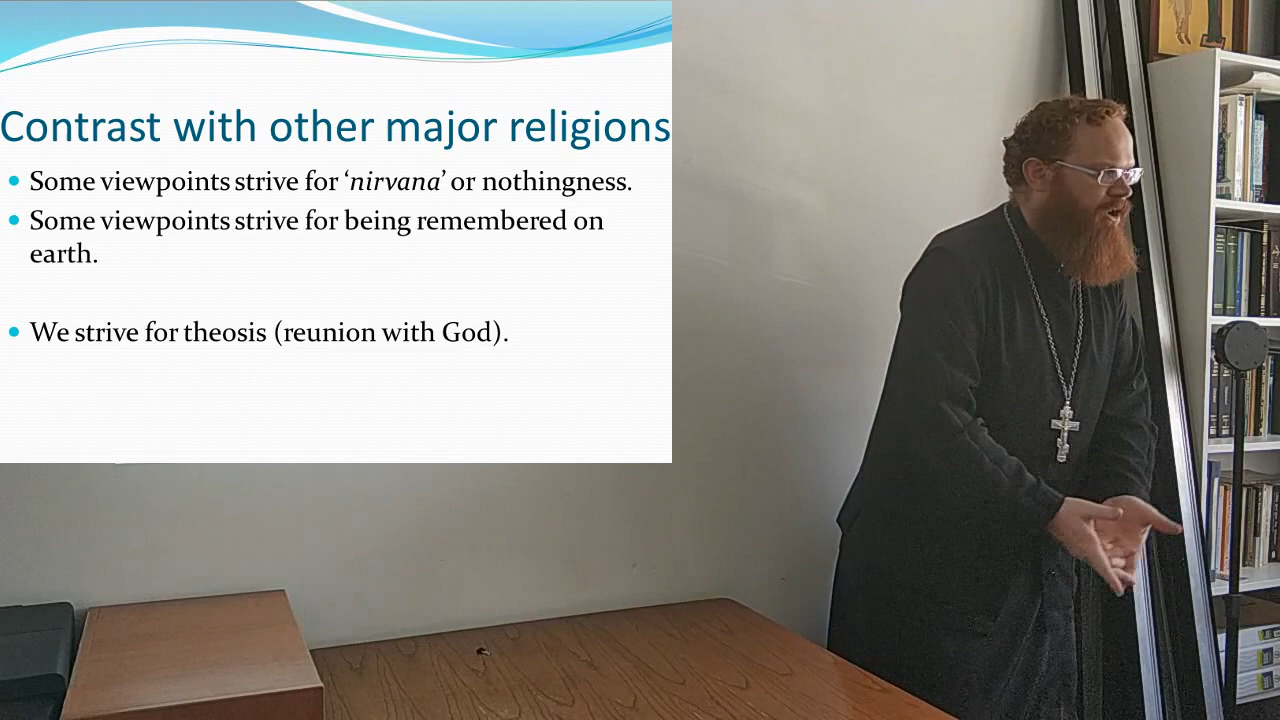 Contrast with other major religions
Some viewpoints strive for ‘nirvana’ or nothingness.
Some viewpoints strive for being remembered on
earth.
We strive for theosis (reunion with God).